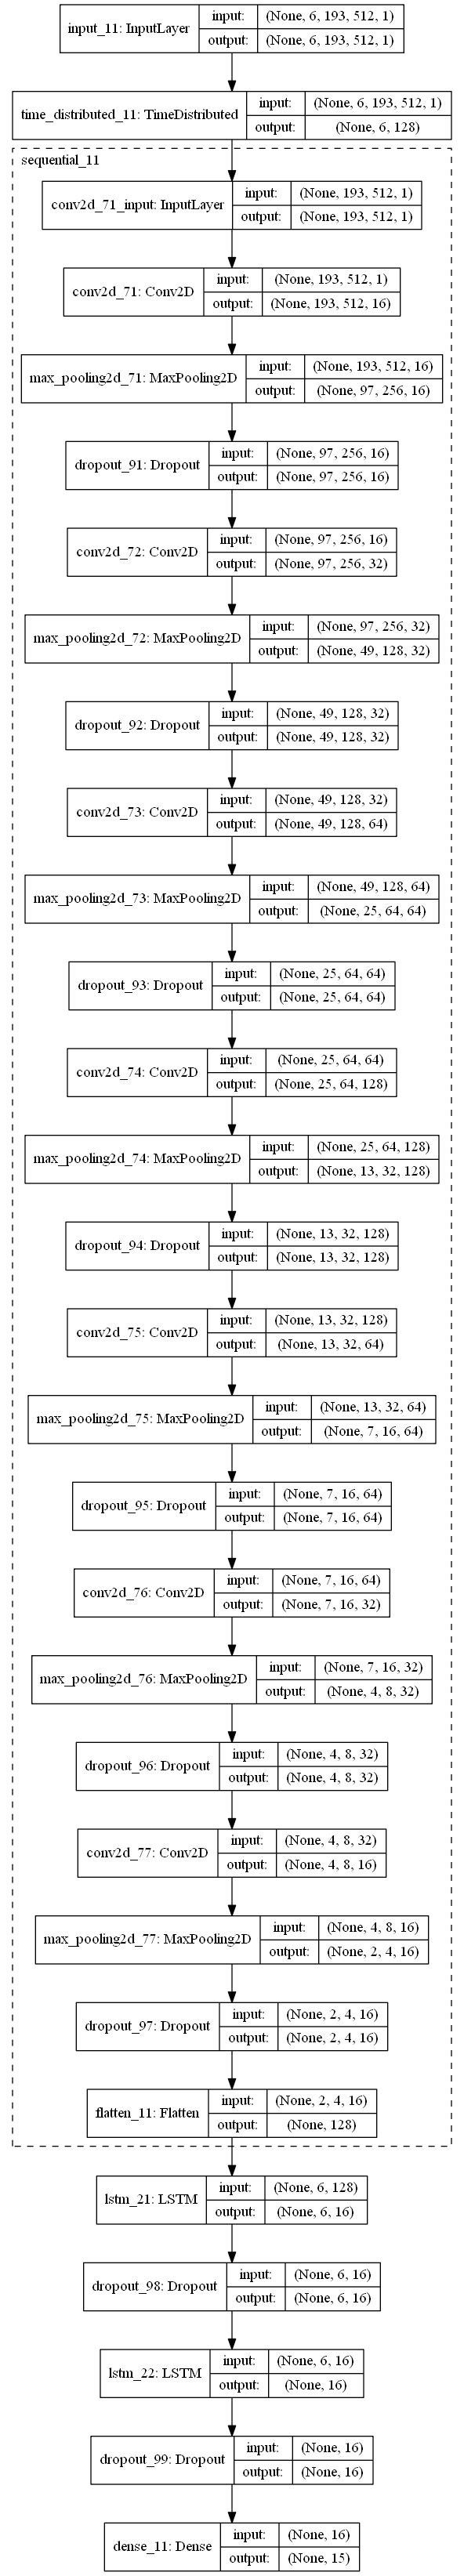 input_11: InputLayer
input: (None, 6, 193, 512, 1)
output: (None, 6, 193, 512, 1)
time_distributed_11: TimeDistributed
input: (None, 6, 193, 512, 1)
output: (None, 6, 128)
sequential_11
conv2d_71_input: InputLayer
input: (None, 193, 512, 1)
output: (None, 193, 512, 1)
conv2d_71: Conv2D
input: (None, 193, 512, 1)
output: (None, 193, 512, 16)
max_pooling2d_71: MaxPooling2D
input: (None, 193, 512, 16)
output: (None, 97, 256, 16)
dropout_91: Dropout
input: (None, 97, 256, 16)
output: (None, 97, 256, 16)
conv2d_72: Conv2D
input: (None, 97, 256, 16)
output: (None, 97, 256, 32)
max_pooling2d_72: MaxPooling2D
input: (None, 97, 256, 32)
output: (None, 49, 128, 32)
dropout_92: Dropout
input: (None, 49, 128, 32)
output: (None, 49, 128, 32)
conv2d_73: Conv2D
input: (None, 49, 128, 32)
output: (None, 49, 128, 64)
max_pooling2d_73: MaxPooling2D
input: (None, 49, 128, 64)
output: (None, 25, 64, 64)
dropout_93: Dropout
input: (None, 25, 64, 64)
output: (None, 25, 64, 64)
conv2d_74: Conv2D
input: (None, 25, 64, 64)
output: (None, 25, 64, 128)
max_pooling2d_74: MaxPooling2D
input: (None, 25, 64, 128)
output: (None, 13, 32, 128)
dropout_94: Dropout
input: (None, 13, 32, 128)
output: (None, 13, 32, 128)
conv2d_75: Conv2D
input: (None, 13, 32, 128)
output: (None, 13, 32, 64)
max_pooling2d_75: MaxPooling2D
input: (None, 13, 32, 64)
output: (None, 7, 16, 64)
dropout_95: Dropout
input: (None, 7, 16, 64)
output: (None, 7, 16, 64)
conv2d_76: Conv2D
input: (None, 7, 16, 64)
output: (None, 7, 16, 32)
max_pooling2d_76: MaxPooling2D
input: (None, 7, 16, 32)
output: (None, 4, 8, 32)
dropout_96: Dropout
input: (None, 4, 8, 32)
output: (None, 4, 8, 32)
conv2d_77: Conv2D
input: (None, 4, 8, 32)
output: (None, 4, 8, 16)
max_pooling2d_77: MaxPooling2D
input: (None, 4, 8, 16)
output: (None, 2, 4, 16)
dropout_97: Dropout
input: (None, 2, 4, 16)
output: (None, 2, 4, 16)
flatten_11: Flatten
input: (None, 2, 4, 16)
output: (None, 128)
lstm_21: LSTM
input: (None, 6, 128)
output: (None, 6, 16)
dropout_98: Dropout
input: (None, 6, 16)
output: (None, 6, 16)
lstm_22: LSTM
input: (None, 6, 16)
output: (None, 16)
dropout_99: Dropout
input: (None, 16)
output: (None, 16)
dense_11: Dense
input: (None, 16)
output: (None, 15)